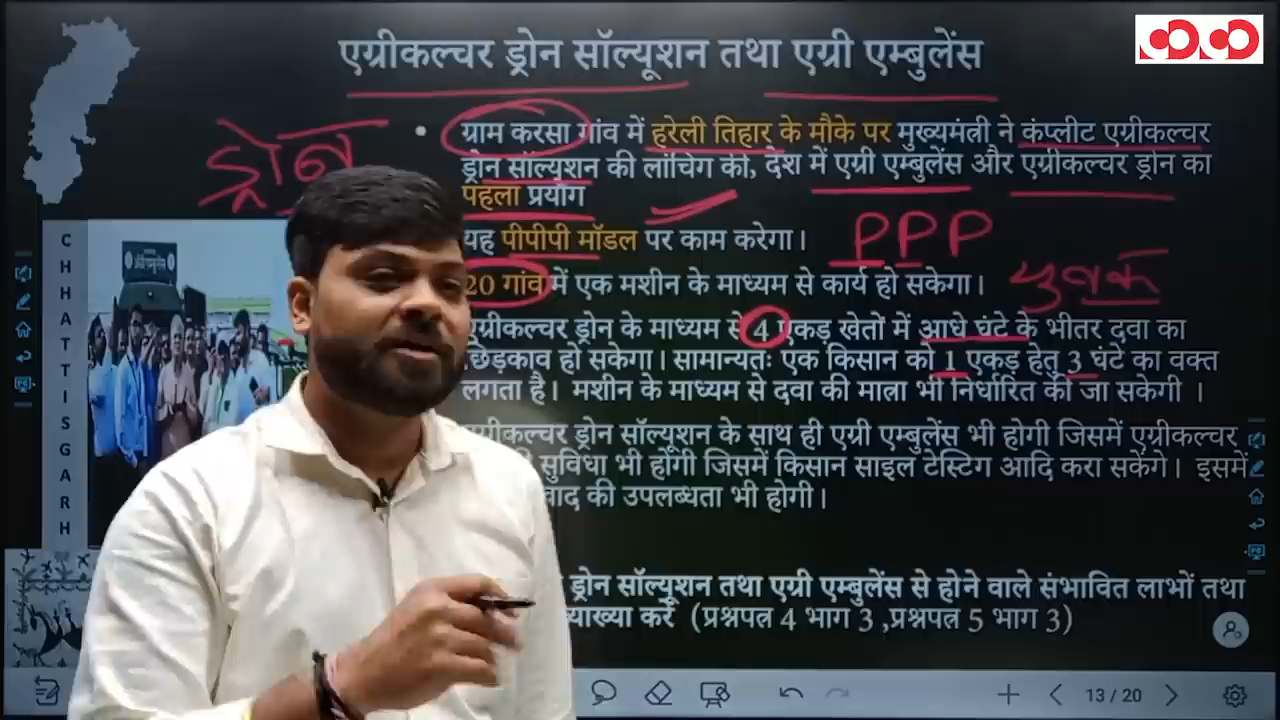 एग्रीकल्चर ड्रोन सॉल्यूशन तथा एग्री एम्बुलेंस
ड्रोन
• ग्राम करसा गांव में हरेली तिहार के मौके पर मुख्यमंत्री ने कंप्लीट एग्रीकल्चर
ड्रोन सॉल्यूशन की लांचिंग की, देश में एग्री एम्बुलेंस और एग्रीकल्चर ड्रोन का
पहला प्रयोग
यह पीपीपी मॉडल पर काम करेगा।
PPP
20 गांव में एक मशीन के माध्यम से कार्य हो सकेगा।
युवक
एग्रीकल्चर ड्रोन के माध्यम से 4 एकड़ खेतों में आधे घंटे के भीतर दवा का
छिड़काव हो सकेगा। सामान्यतः एक किसान को 1 एकड़ हेतु 3 घंटे का वक्त
लगता है। मशीन के माध्यम से दवा की मात्रा भी निर्धारित की जा सकेगी ।
एग्रीकल्चर ड्रोन सॉल्यूशन के साथ ही एग्री एम्बुलेंस भी होगी जिसमें एग्रीकल्चर
सुविधा भी होगी जिसमें किसान साइल टेस्टिंग आदि करा सकेंगे। इसमें
की उपलब्धता भी होगी।
ड्रोन सॉल्यूशन तथा एग्री एम्बुलेंस से होने वाले संभावित लाभों तथा
करें (प्रश्नपत्र 4 भाग 3 ,प्रश्नपत्र 5 भाग 3)
CHHATTISGARH
13 / 20